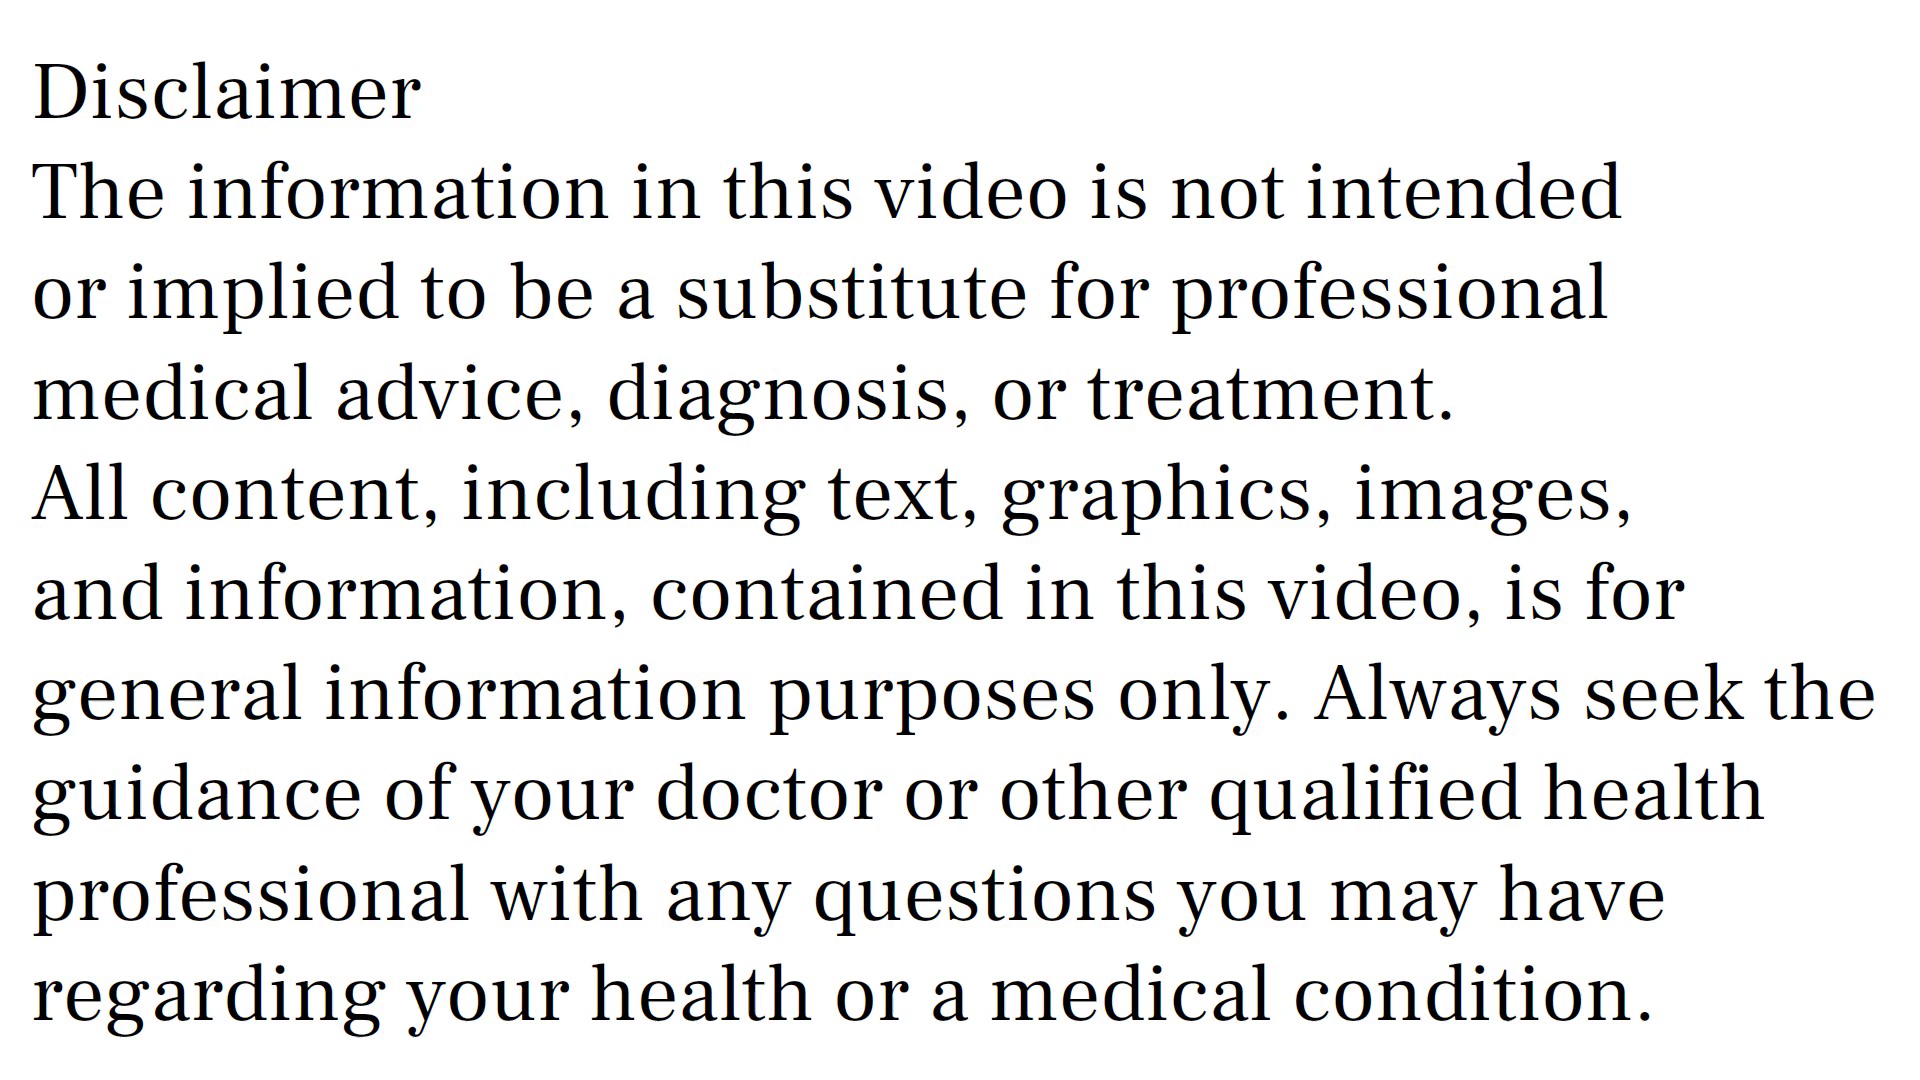 Disclaimer
The information in this video is not intended
or implied to be a substitute for professional
medical advice, diagnosis, or treatment.
All content, including text, graphics, images,
and information, contained in this video, is for
general information purposes only. Always seek the
guidance of your doctor or other qualified health
professional with any questions you may have
regarding your health or a medical condition.